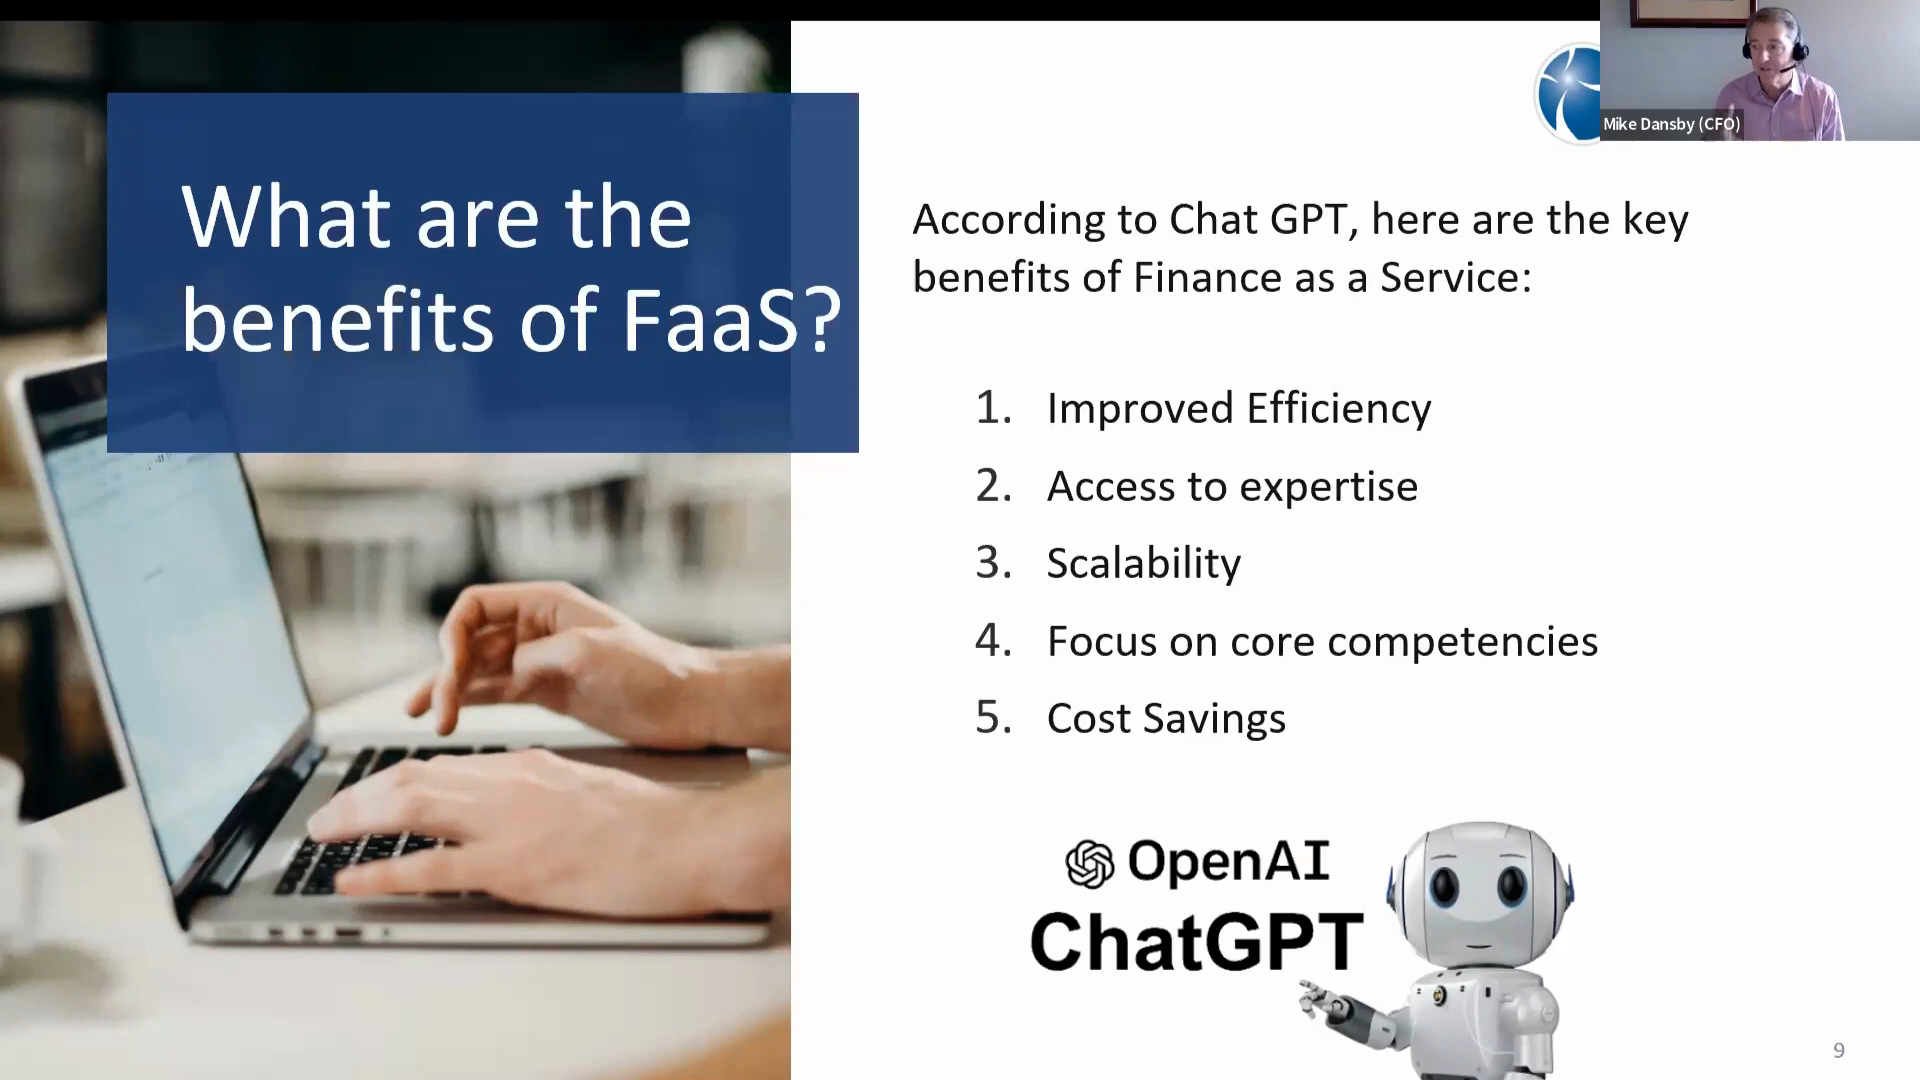 What are the
benefits of FaaS?
Mike Dansby (CFO)
According to Chat GPT, here are the key
benefits of Finance as a Service:
1. Improved Efficiency
2. Access to expertise
3. Scalability
4. Focus on core competencies
5. Cost Savings
OpenAI
ChatGPT
9